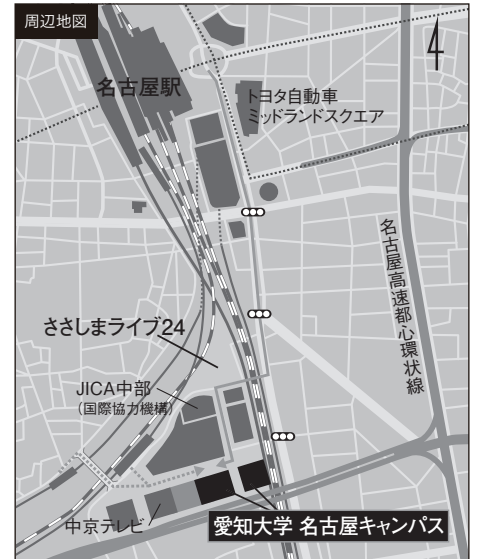 周辺地図
4
名古屋駅
トヨタ自動車
ミッドランドスクエア
名古屋高速都心環状線
ささしまライブ24
JICA中部
(国際協力機構)
中京テレビ
愛知大学 名古屋キャンパス